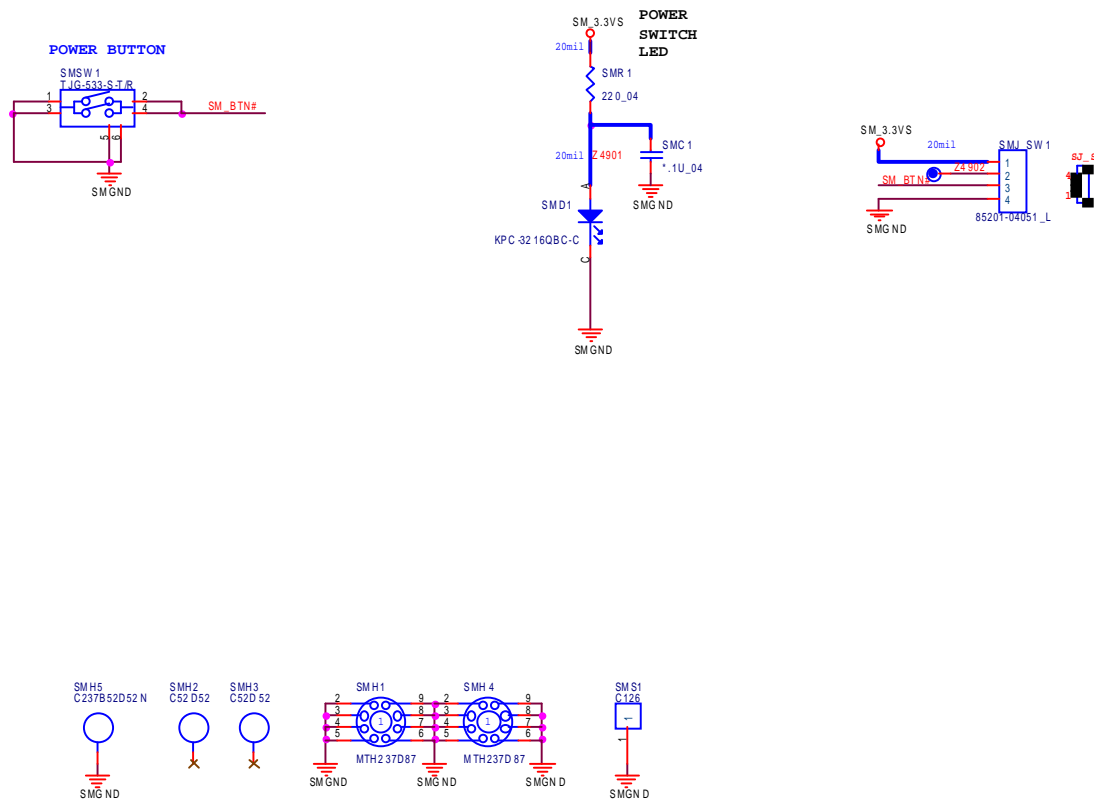 POWER BUTTON
SMSW1
TJG-533-S-T/R
1
3
2
4
5
6
SM_BTN#
SMGND
SM_3.3VS
POWER
SWITCH
LED
20mil
SMR1
220_04
20mil
Z4901
SMC1
*.1U_04
SMGND
A
SMD1
KPC-3216QBC-C
C
SMGND
SM_3.3VS
20mil
SMJ_SW1
Z4902
SM_BTN#
1
2
3
4
85201-04051_L
SMGND
4
1
SMH5
C237B52D52N
SMGND
SMH2
C52D52
SMH3
C52D52
SMH1
2
3
4
5
1
9
8
7
6
MTH237D87
SMGND
SMGND
SMH4
2
3
4
5
1
9
8
7
6
MTH237D87
SMGND
SMS1
C126
1
1
SMGND